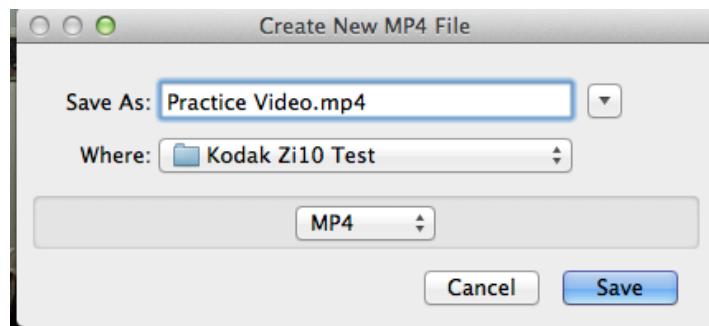 Create New MP4 File
Save As: Practice Video.mp4
Where: Kodak Zi10 Test
MP4
Cancel Save